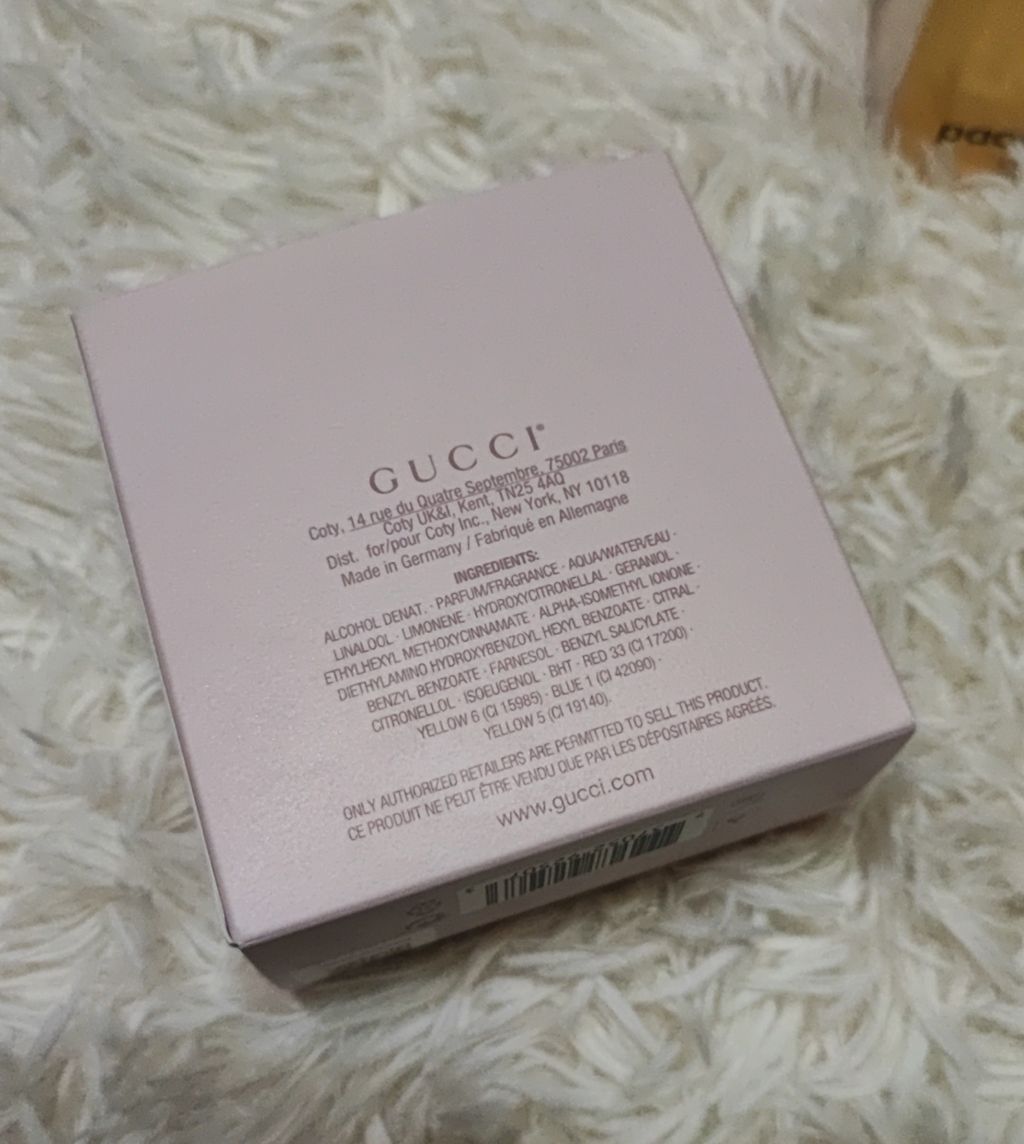 GUCCI®
Coty, 14 rue du Quatre Septembre, 75002 Paris
Coty UK&I, Kent, TN25 4AQ
Dist. for/pour Coty Inc., New York, NY 10118
Made in Germany / Fabriqué en Allemagne
INGREDIENTS:
ALCOHOL DENAT. · PARFUM/FRAGRANCE · AQUA/WATER/EAU ·
LINALOOL · LIMONENE · HYDROXYCITRONELLAL · GERANIOL ·
ETHYLHEXYL METHOXYCINNAMATE · ALPHA-ISOMETHYL IONONE ·
DIETHYLAMINO HYDROXYBENZOYL HEXYL BENZOATE · CITRAL ·
BENZYL BENZOATE · FARNESOL · BENZYL SALICYLATE ·
CITRONELLOL · ISOEUGENOL · BHT · RED 33 (CI 17200) ·
YELLOW 6 (CI 15985) · BLUE 1 (CI 42090) ·
YELLOW 5 (CI 19140).
ONLY AUTHORIZED RETAILERS ARE PERMITTED TO SELL THIS PRODUCT.
CE PRODUIT NE PEUT ÊTRE VENDU QUE PAR LES DÉPOSITAIRES AGRÉÉS.
www.gucci.com